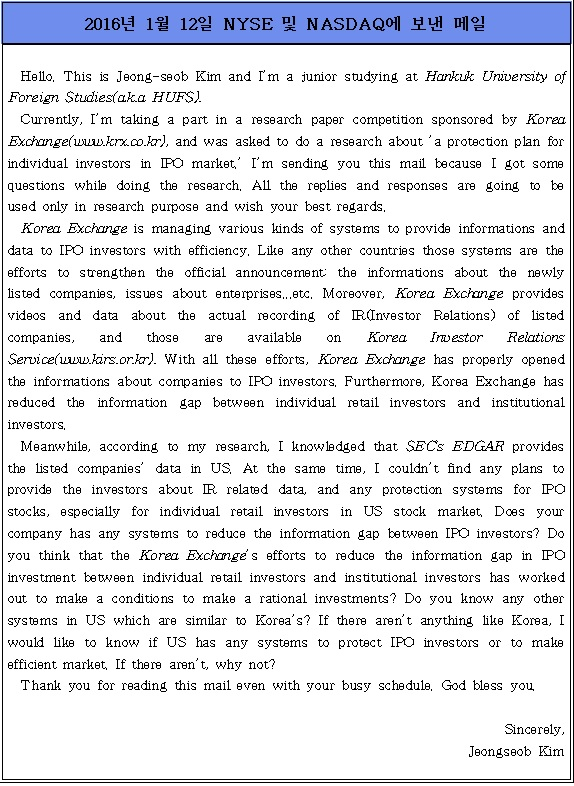 2016년 1월 12일 NYSE 및 NASDAQ에 보낸 메일
Hello. This is Jeong-seob Kim and I'm a junior studying at Hankuk University of
Foreign Studies(a.k.a HUFS).
Currently, I'm taking a part in a research paper competition sponsored by Korea
Exchange(www.krx.co.kr), and was asked to do a research about 'a protection plan for
individual investors in IPO market.' I'm sending you this mail because I got some
questions while doing the research. All the replies and responses are going to be
used only in research purpose and wish your best regards.
Korea Exchange is managing various kinds of systems to provide informations and
data to IPO investors with efficiency. Like any other countries those systems are the
efforts to strengthen the official announcement: the informations about the newly
listed companies, issues about enterprises...etc. Moreover, Korea Exchange provides
videos and data about the actual recording of IR(Investor Relations) of listed
companies, and those are available on Korea Investor Relations
Service(www.kirs.or.kr). With all these efforts, Korea Exchange has properly opened
the informations about companies to IPO investors. Furthermore, Korea Exchange has
reduced the information gap between individual retail investors and institutional
investors.
Meanwhile, according to my research, I knowledged that SEC's EDGAR provides
the listed companies' data in US. At the same time, I couldn't find any plans to
provide the investors about IR related data, and any protection systems for IPO
stocks, especially for individual retail investors in US stock market. Does your
company has any systems to reduce the information gap between IPO investors? Do
you think that the Korea Exchange's efforts to reduce the information gap in IPO
investment between individual retail investors and institutional investors has worked
out to make a conditions to make a rational investments? Do you know any other
systems in US which are similar to Korea's? If there aren't anything like Korea, I
would like to know if US has any systems to protect IPO investors or to make
efficient market. If there aren't, why not?
Thank you for reading this mail even with your busy schedule. God bless you.
Sincerely,
Jeongseob Kim